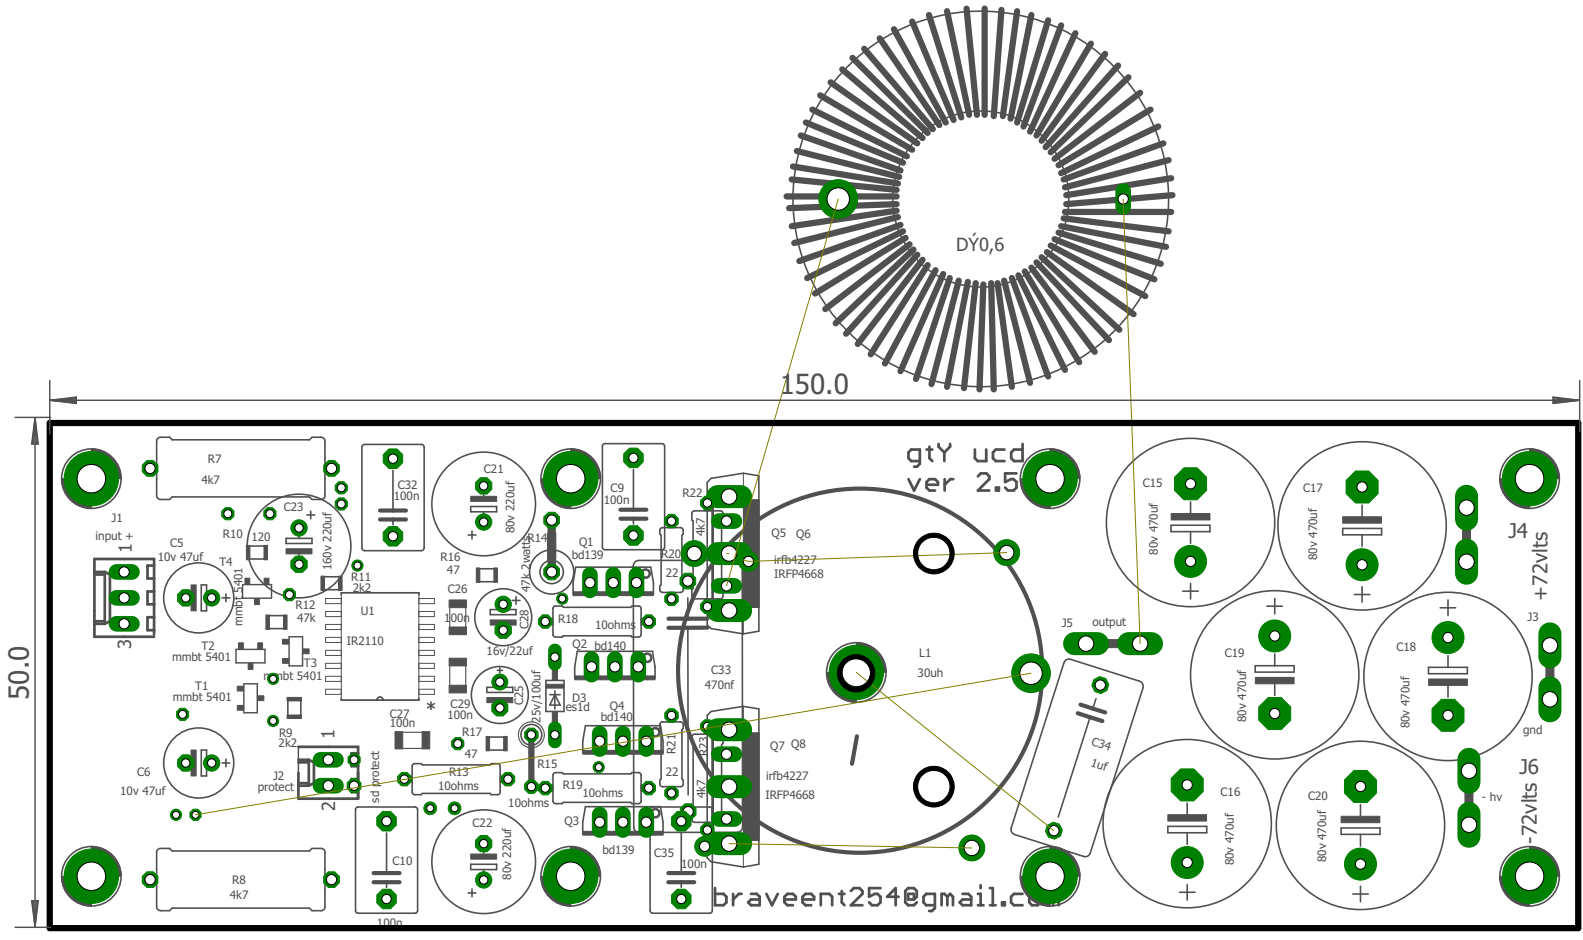 DÝ0,6
150.0
50.0
gtY ucd
ver 2.5
R7
4k7
C32
100n
C21
80v 220uf
C9
100n
R22
4k7
C15
80v 470uf
C17
80v 470uf
J4
+72vlts
J1
input +
1
3
C5
10v 47uf
T4
mmbt 5401
R10
120
C23
160v 220uf
R11
2k2
R12
47k
R16
47
R14
47k 2watts
Q1
bd139
R20
22
Q5 Q6
irfb4227
IRFP4668
U1
IR2110
*
C26
100n
C28
16v/22uf
R18
10ohms
T2
mmbt 5401
T3
mmbt 5401
T1
mmbt 5401
Q2
bd140
C33
470nf
L1
30uh
J5
output
C19
80v 470uf
C18
80v 470uf
J3
gnd
C29
100n
C25
25v/100uf
D3
es1d
Q4
bd140
R9
2k2
C27
100n
R17
47
R15
10ohms
R21
22
R23
4k7
Q7 Q8
irfb4227
IRFP4668
C34
1uf
C6
10v 47uf
J2
protect
1
2
sd protect
R13
10ohms
R19
10ohms
C16
80v 470uf
C20
80v 470uf
J6
- hv
-72vlts
Q3
bd139
C22
80v 220uf
C10
100n
C35
100n
R8
4k7
braveent254@gmail.c